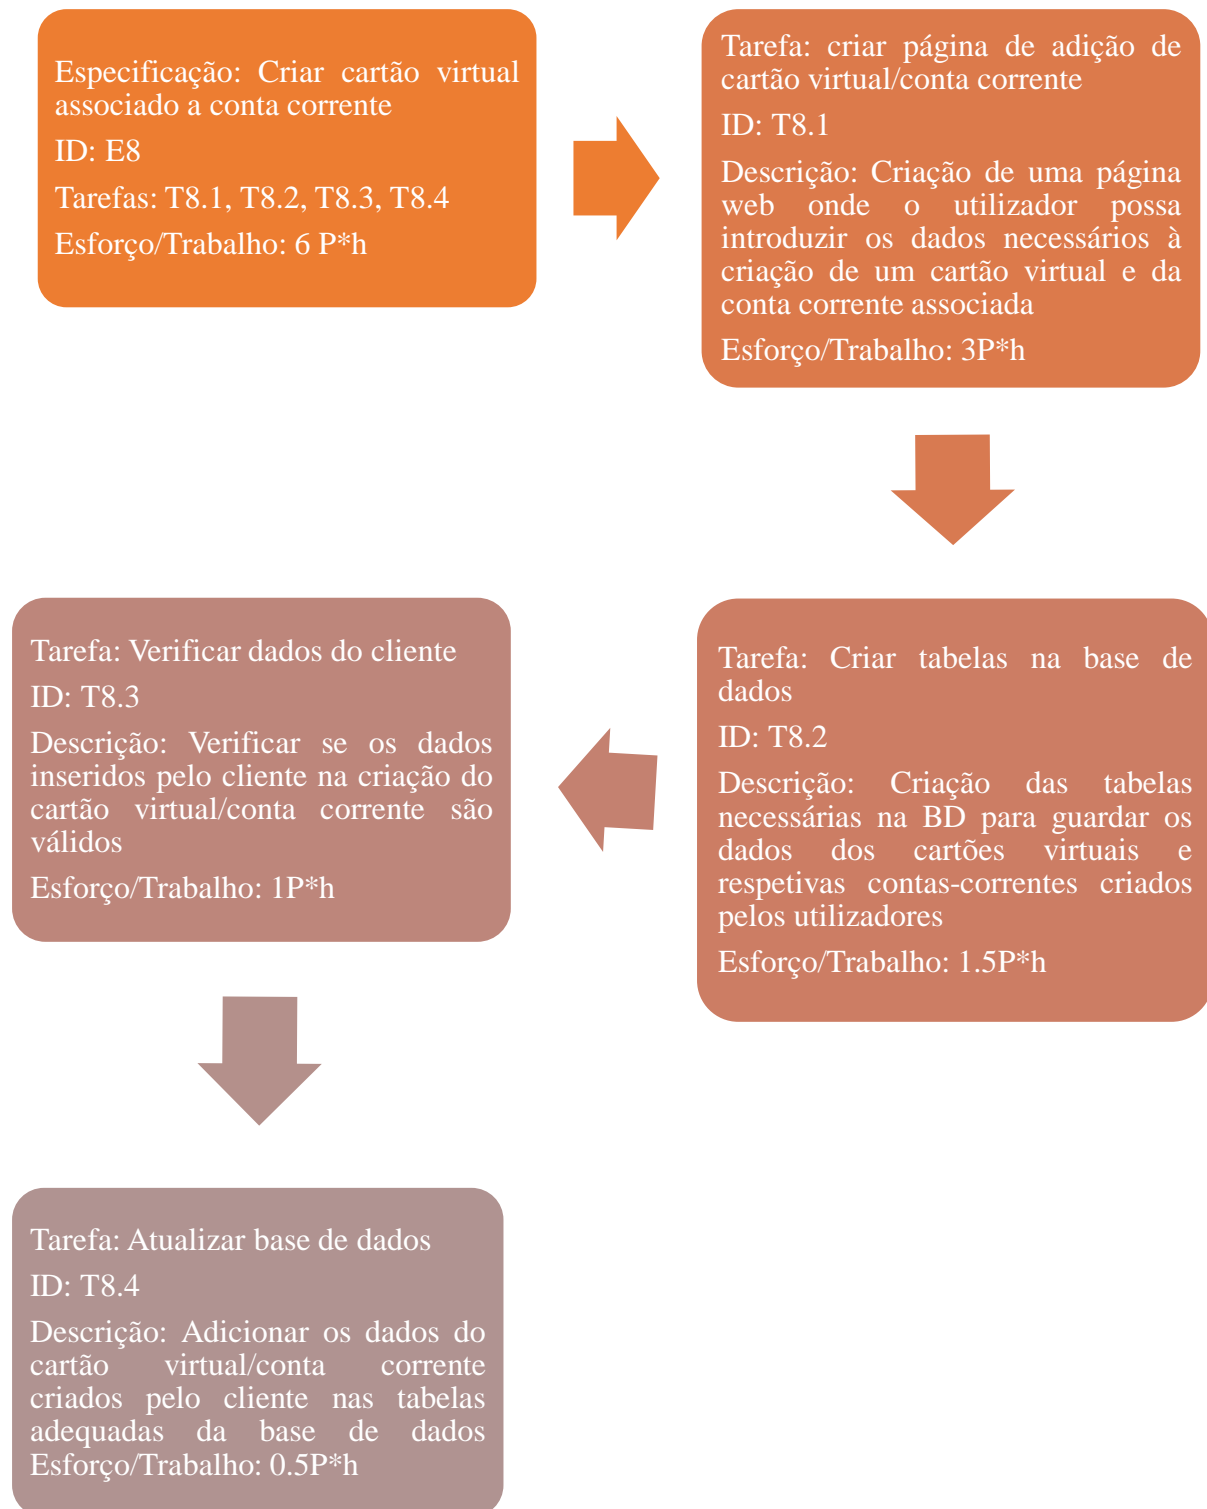 Especificação: Criar cartão virtual
associado a conta corrente
ID: E8
Tarefas: T8.1, T8.2, T8.3, T8.4
Esforço/Trabalho: 6 P*h
Tarefa: criar página de adição de
cartão virtual/conta corrente
ID: T8.1
Descrição: Criação de uma página
web onde o utilizador possa
introduzir os dados necessários à
criação de um cartão virtual e da
conta corrente associada
Esforço/Trabalho: 3P*h
Tarefa: Criar tabelas na base de
dados
ID: T8.2
Descrição: Criação das tabelas
necessárias na BD para guardar os
dados dos cartões virtuais e
respetivas contas-correntes criados
pelos utilizadores
Esforço/Trabalho: 1.5P*h
Tarefa: Verificar dados do cliente
ID: T8.3
Descrição: Verificar se os dados
inseridos pelo cliente na criação do
cartão virtual/conta corrente são
válidos
Esforço/Trabalho: 1P*h
Tarefa: Atualizar base de dados
ID: T8.4
Descrição: Adicionar os dados do
cartão virtual/conta corrente
criados pelo cliente nas tabelas
adequadas da base de dados
Esforço/Trabalho: 0.5P*h